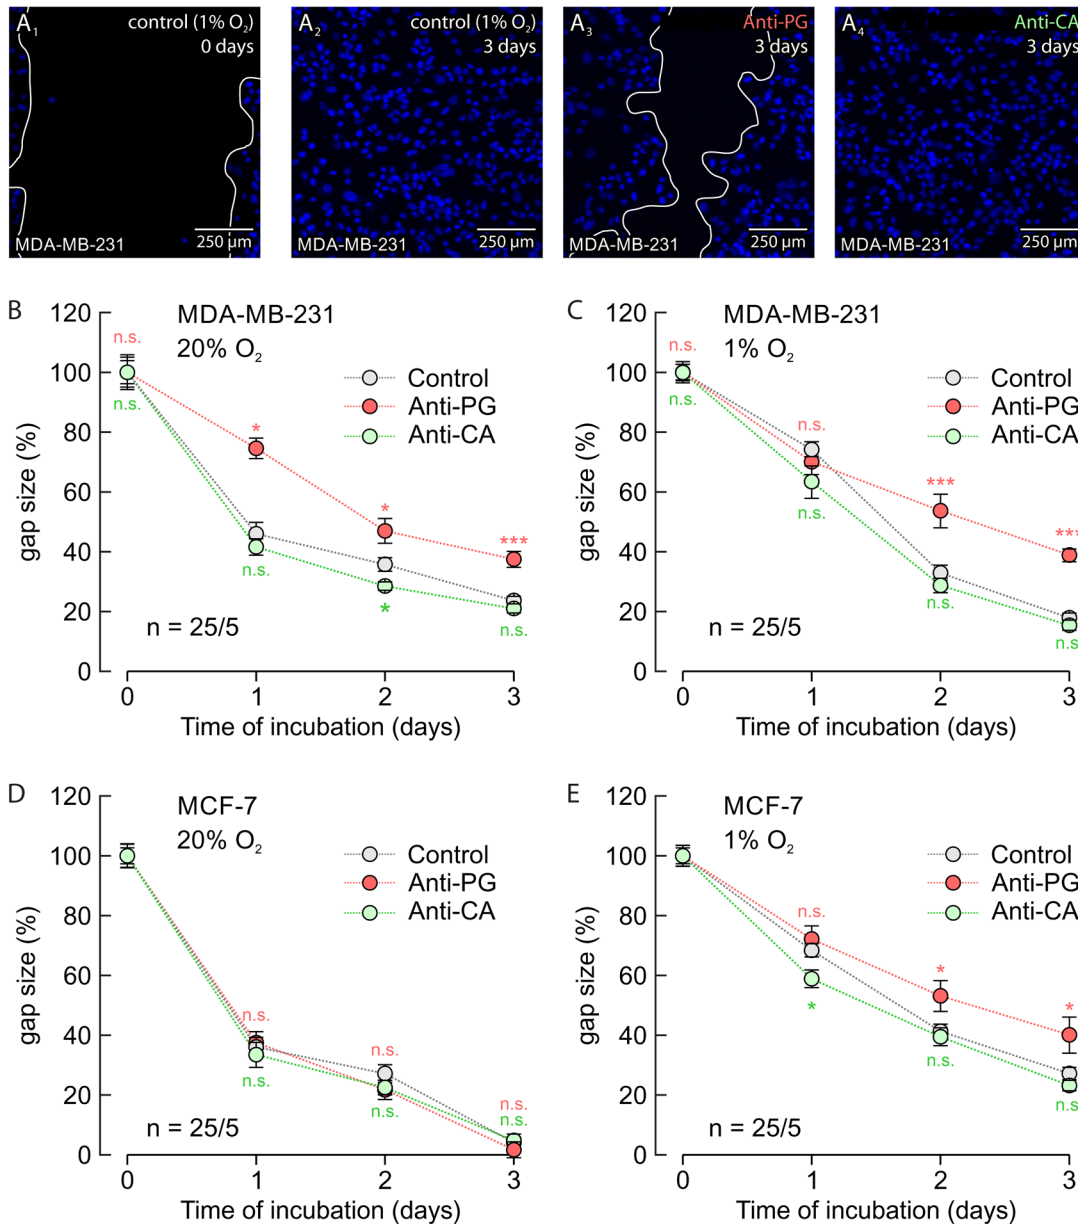 A1 control (1% O2)
0 days
MDA-MB-231
250 μm
A2 control (1% O2)
3 days
MDA-MB-231
250 μm
A3 Anti-PG
3 days
MDA-MB-231
250 μm
A4 Anti-CA
3 days
MDA-MB-231
250 μm
B
MDA-MB-231
20% O2
Control
Anti-PG
Anti-CA
120
100
80
60
40
20
0
gap size (%)
n.s.
n.s.
*
n.s.
*
*
***
n.s.
n = 25/5
0 1 2 3
Time of incubation (days)
C
MDA-MB-231
1% O2
Control
Anti-PG
Anti-CA
120
100
80
60
40
20
0
gap size (%)
n.s.
n.s.
n.s.
n.s.
***
n.s.
***
n.s.
n = 25/5
0 1 2 3
Time of incubation (days)
D
MCF-7
20% O2
Control
Anti-PG
Anti-CA
120
100
80
60
40
20
0
gap size (%)
n.s.
n.s.
n.s.
n.s.
n.s.
n.s.
n = 25/5
0 1 2 3
Time of incubation (days)
E
MCF-7
1% O2
Control
Anti-PG
Anti-CA
120
100
80
60
40
20
0
gap size (%)
n.s.
*
*
n.s.
*
n.s
n = 25/5
0 1 2 3
Time of incubation (days)